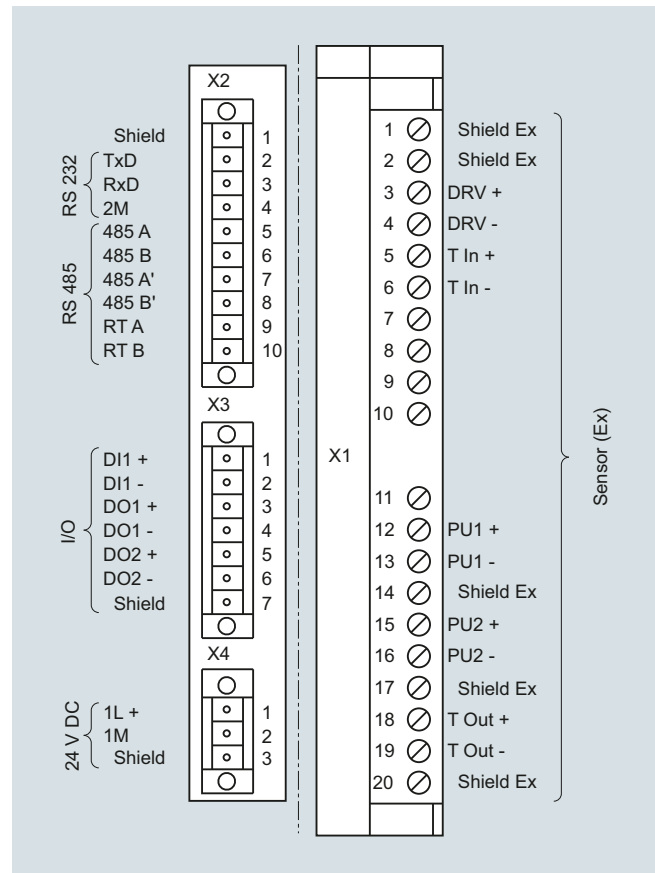 X2
Shield 1
RS 232
TxD 2
RxD 3
2M 4
RS 485
485 A 5
485 B 6
485 A' 7
485 B' 8
RT A 9
RT B 10
X3
I/O
DI1 + 1
DI1 - 2
DO1 + 3
DO1 - 4
DO2 + 5
DO2 - 6
Shield 7
X4
24 V DC
1L + 1
1M 2
Shield 3
X1
1 Shield Ex
2 Shield Ex
3 DRV +
4 DRV -
5 T In +
6 T In -
7
8
9
10
11
12 PU1 +
13 PU1 -
14 Shield Ex
15 PU2 +
16 PU2 -
17 Shield Ex
18 T Out +
19 T Out -
20 Shield Ex
Sensor (Ex)